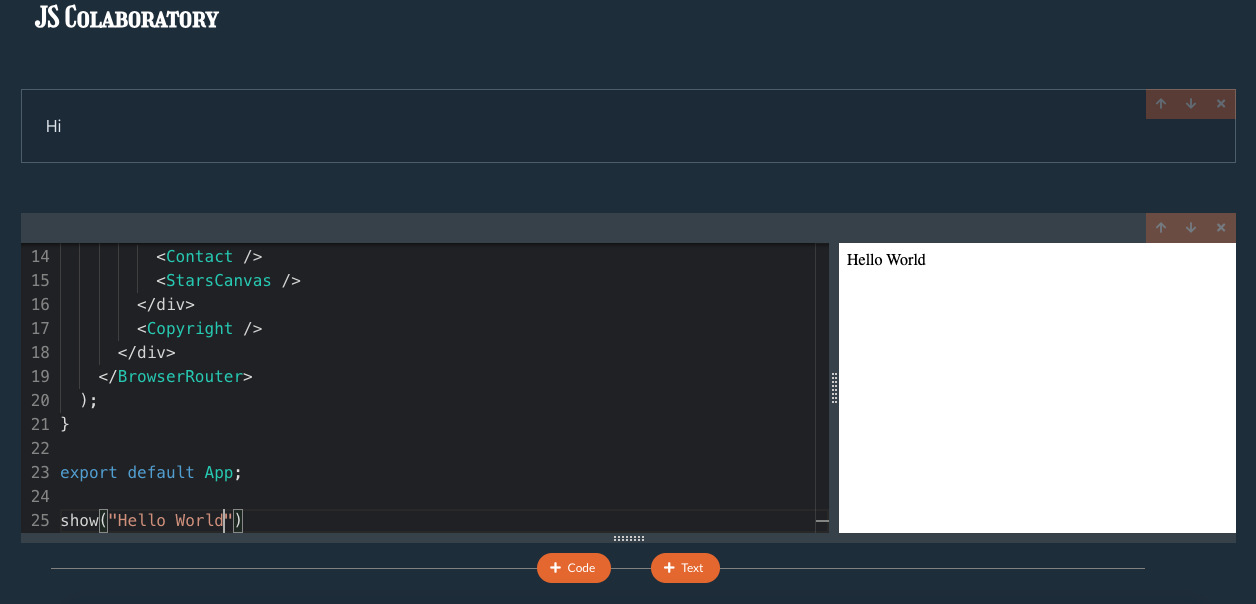 JS COLABORATORY
Hi
14 <Contact />
15 <StarsCanvas />
16 </div>
17 <Copyright />
18 </div>
19 </BrowserRouter>
20 );
21 }
22
23 export default App;
24
25 show("Hello World")
Hello World
+ Code
+ Text